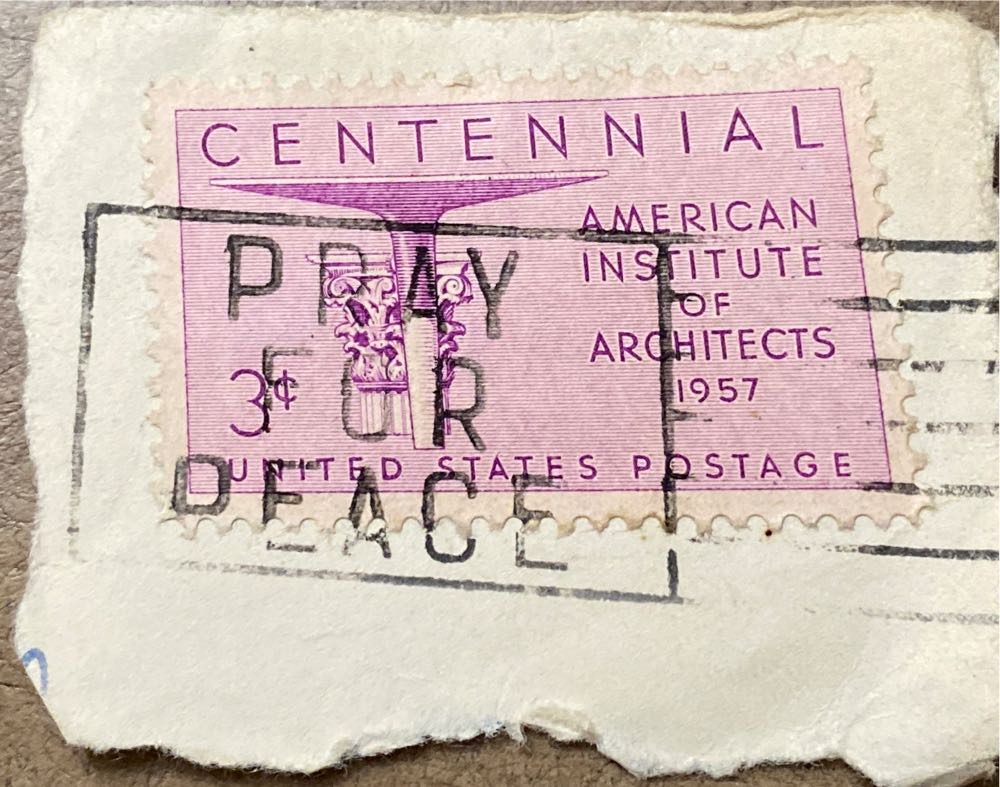 CENTENNIAL
AMERICAN
INSTITUTE
OF
ARCHITECTS
1957
3¢
UNITED STATES POSTAGE
PRAY
FOR
PEACE